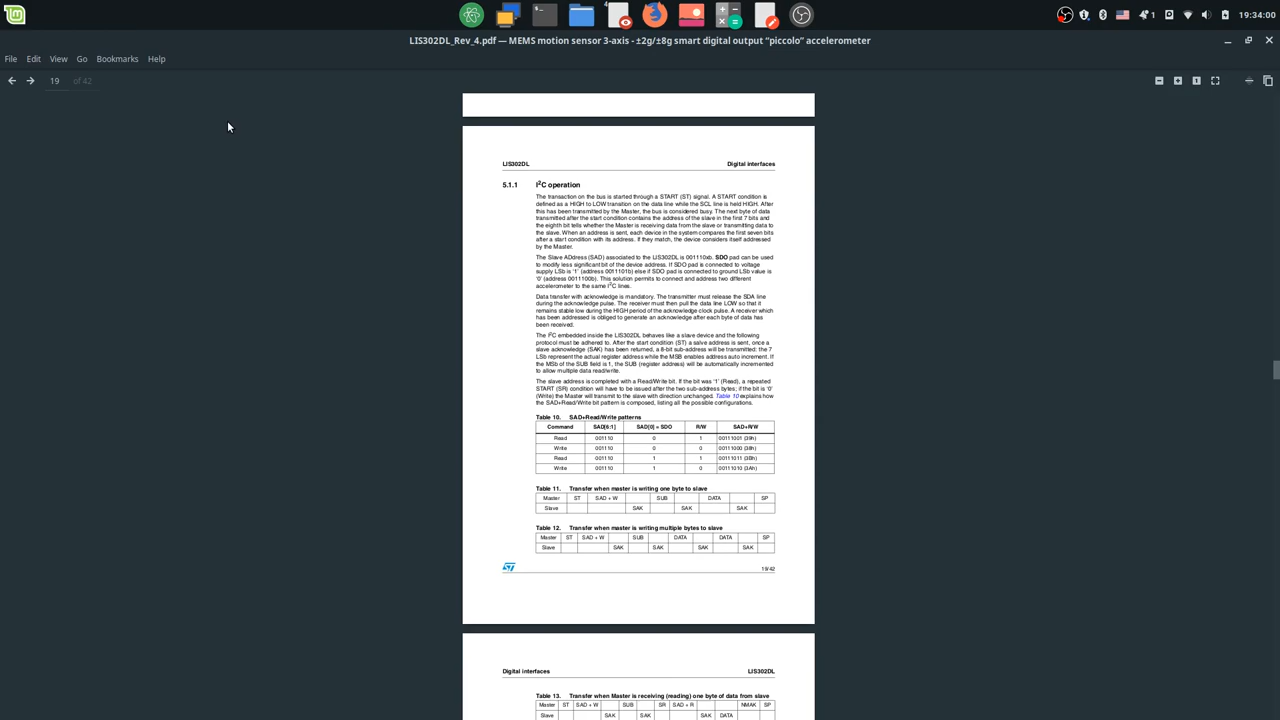 19:34:00
LIS302DL_Rev_4.pdf — MEMS motion sensor 3-axis - ±2g/±8g smart digital output “piccolo” accelerometer
File Edit View Go Bookmarks Help
19 of 42
LIS302DL Digital interfaces
5.1.1 I²C operation
The transaction on the bus is started through a START (ST) signal. A START condition is
defined as a HIGH to LOW transition on the data line while the SCL line is held HIGH. After
this has been transmitted by the Master, the bus is considered busy. The next byte of data
transmitted after the start condition contains the address of the slave in the first 7 bits and
the eighth bit tells whether the Master is receiving data from the slave or transmitting data to
the slave. When an address is sent, each device in the system compares the first seven bits
after a start condition with its address. If they match, the device considers itself addressed
by the Master.
The Slave ADdress (SAD) associated to the LIS302DL is 001110xb. SDO pad can be used
to modify less significant bit of the device address. If SDO pad is connected to voltage
supply LSb is ‘1’ (address 0011101b) else if SDO pad is connected to ground LSb value is
‘0’ (address 0011100b). This solution permits to connect and address two different
accelerometer to the same I²C lines.
Data transfer with acknowledge is mandatory. The transmitter must release the SDA line
during the acknowledge pulse. The receiver must then pull the data line LOW so that it
remains stable low during the HIGH period of the acknowledge clock pulse. A receiver which
has been addressed is obliged to generate an acknowledge after each byte of data has
been received.
The I²C embedded inside the LIS302DL behaves like a slave device and the following
protocol must be adhered to. After the start condition (ST) a salve address is sent, once a
slave acknowledge (SAK) has been returned, a 8-bit sub-address will be transmitted: the 7
LSb represent the actual register address while the MSB enables address auto increment. If
the MSb of the SUB field is 1, the SUB (register address) will be automatically incremented
to allow multiple data read/write.
The slave address is completed with a Read/Write bit. If the bit was ‘1’ (Read), a repeated
START (SR) condition will have to be issued after the two sub-address bytes; if the bit is ‘0’
(Write) the Master will transmit to the slave with direction unchanged. Table 10 explains how
the SAD+Read/Write bit pattern is composed, listing all the possible configurations.
Table 10. SAD+Read/Write patterns
Command SAD[6:1] SAD[0] = SDO R/W SAD+R/W
Read 001110 0 1 00111001 (39h)
Write 001110 0 0 00111000 (38h)
Read 001110 1 1 00111011 (3Bh)
Write 001110 1 0 00111010 (3Ah)
Table 11. Transfer when master is writing one byte to slave
Master ST SAD + W SUB DATA SP
Slave SAK SAK SAK
Table 12. Transfer when master is writing multiple bytes to slave
Master ST SAD + W SUB DATA DATA SP
Slave SAK SAK SAK SAK
ST 19/42
Digital interfaces LIS302DL
Table 13. Transfer when Master is receiving (reading) one byte of data from slave
Master ST SAD + W SUB SR SAD + R NMAK SP
Slave SAK SAK SAK DATA